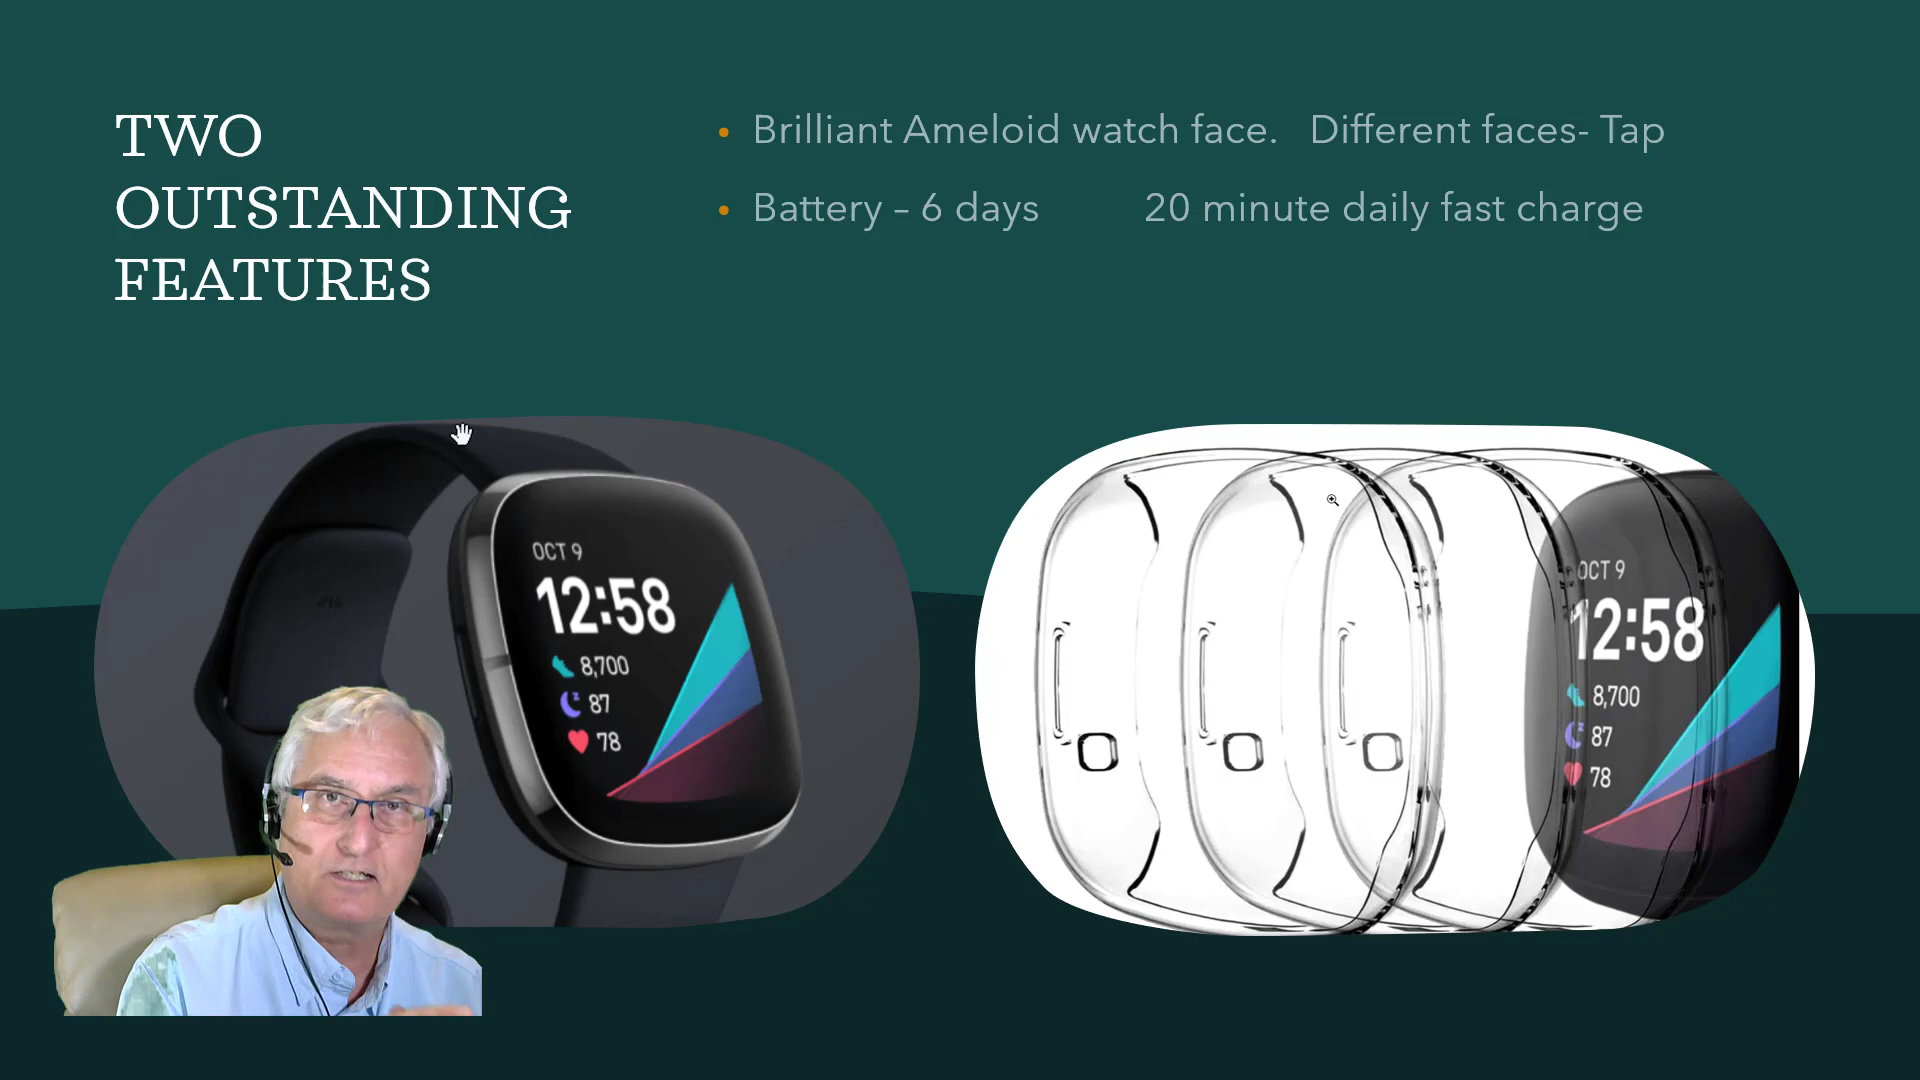 TWO
OUTSTANDING
FEATURES
Brilliant Ameloid watch face. Different faces- Tap
Battery – 6 days 20 minute daily fast charge
OCT 9
12:58
8,700
87
78
OCT 9
12:58
8,700
87
78